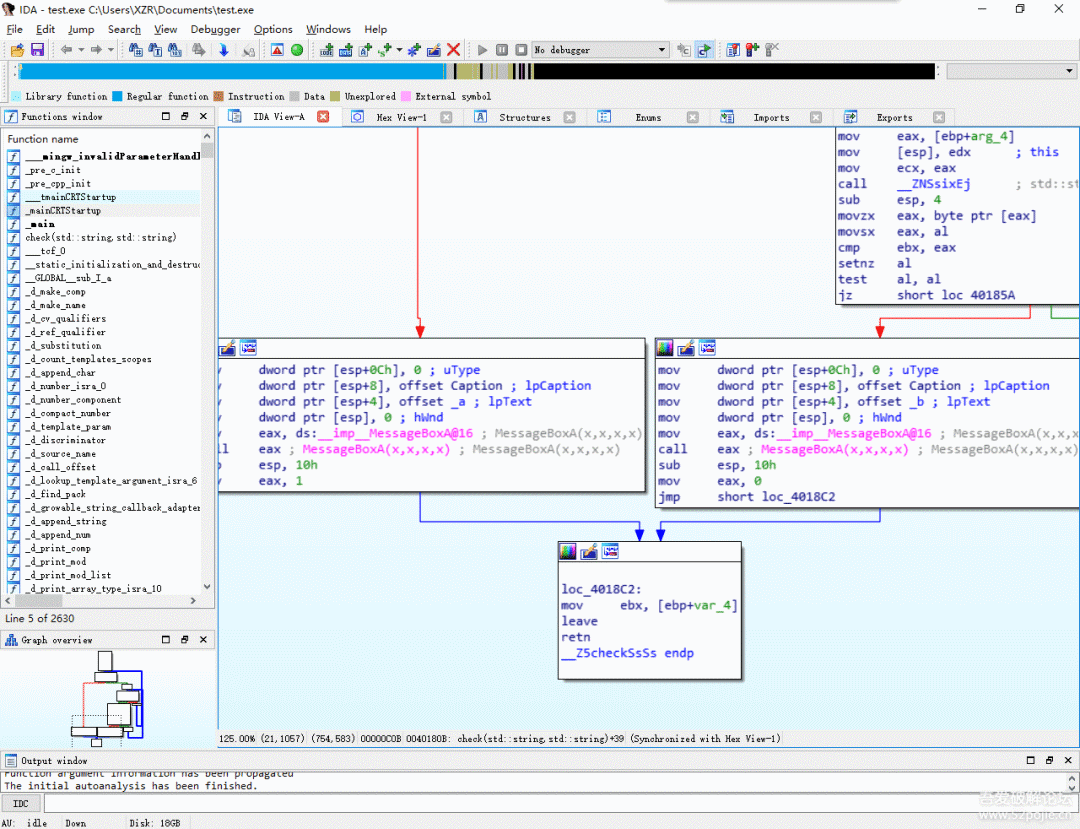 IDA - test.exe C:\Users\XZR\Documents\test.exe
File Edit Jump Search View Debugger Options Windows Help
No debugger
Library function Regular function Instruction Data Unexplored External symbol
Functions window
IDA View-A Hex View-1 Structures Enums Imports Exports
Function name
___mingw_invalidParameterHandl
_pre_c_init
_pre_cpp_init
___tmainCRTStartup
_mainCRTStartup
_main
check(std::string,std::string)
___tcf_0
__static_initialization_and_destruc
__GLOBAL__sub_I_a
_d_make_comp
_d_make_name
_d_cv_qualifiers
_d_ref_qualifier
_d_substitution
_d_count_templates_scopes
_d_append_char
_d_number_isra_0
_d_number_component
_d_compact_number
_d_template_param
_d_discriminator
_d_source_name
_d_call_offset
_d_lookup_template_argument_isra_6
_d_find_pack
_d_growable_string_callback_adapter
_d_append_string
_d_append_num
_d_print_comp
_d_print_mod
_d_print_mod_list
_d_print_array_type_isra_10
Line 5 of 2630
Graph overview
mov eax, [ebp+arg_4]
mov [esp], edx ; this
mov ecx, eax
call __ZNSsixEj ; std::st
sub esp, 4
movzx eax, byte ptr [eax]
movsx eax, al
cmp ebx, eax
setnz al
test al, al
jz short loc_40185A
dword ptr [esp+0Ch], 0 ; uType
dword ptr [esp+8], offset Caption ; lpCaption
dword ptr [esp+4], offset _a ; lpText
dword ptr [esp], 0 ; hWnd
eax, ds:__imp__MessageBoxA@16 ; MessageBoxA(x,x,x,x)
ll eax ; MessageBoxA(x,x,x,x) ; MessageBoxA(x,x,x,x)
esp, 10h
eax, 1
mov dword ptr [esp+0Ch], 0 ; uType
mov dword ptr [esp+8], offset Caption ; lpCaption
mov dword ptr [esp+4], offset _b ; lpText
mov dword ptr [esp], 0 ; hWnd
mov eax, ds:__imp__MessageBoxA@16 ; MessageBoxA(x,x,x
call eax ; MessageBoxA(x,x,x,x) ; MessageBoxA(x,x,x,x)
sub esp, 10h
mov eax, 0
jmp short loc_4018C2
loc_4018C2:
mov ebx, [ebp+var_4]
leave
retn
__Z5checkSsSs endp
125.00% (21,1057) (754,583) 00000C0B 0040180B: check(std::string,std::string)+39 (Synchronized with Hex View-1)
Output window
Function argument information has been propagated
The initial autoanalysis has been finished.
IDC
AU: idle Down Disk: 18GB
吾爱破解论坛
www.52pojie.cn